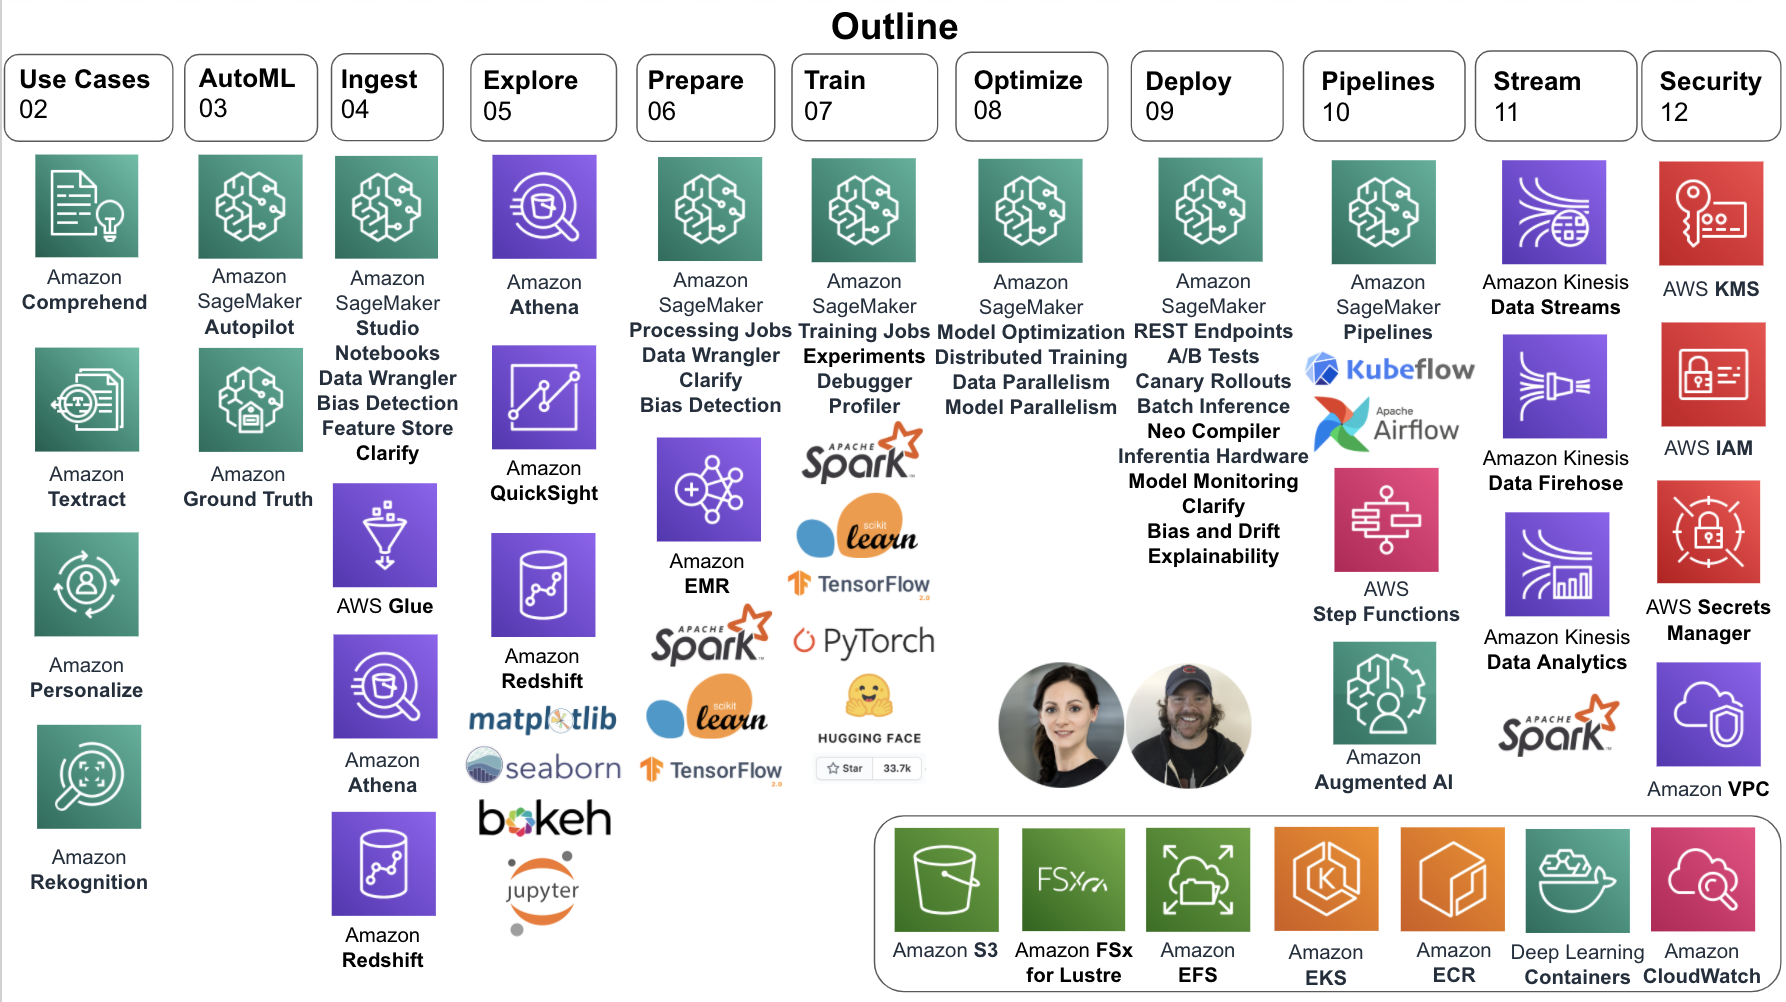 Outline
Use Cases
02
Amazon
Comprehend
Amazon
Textract
Amazon
Personalize
Amazon
Rekognition
AutoML
03
Amazon
SageMaker
Autopilot
Amazon
Ground Truth
Ingest
04
Amazon
SageMaker
Studio
Notebooks
Data Wrangler
Bias Detection
Feature Store
Clarify
AWS Glue
Amazon
Athena
Amazon
Redshift
Explore
05
Amazon
Athena
Amazon
QuickSight
Amazon
Redshift
matplotlib
seaborn
bokeh
jupyter
Prepare
06
Amazon
SageMaker
Processing Jobs
Data Wrangler
Clarify
Bias Detection
Amazon
EMR
APACHE
Spark™
scikit
learn
TensorFlow
2.0
Train
07
Amazon
SageMaker
Training Jobs
Experiments
Debugger
Profiler
APACHE
Spark™
scikit
learn
TensorFlow
2.0
PyTorch
HUGGING FACE
Star 33.7k
Optimize
08
Amazon
SageMaker
Model Optimization
Distributed Training
Data Parallelism
Model Parallelism
Deploy
09
Amazon
SageMaker
REST Endpoints
A/B Tests
Canary Rollouts
Batch Inference
Neo Compiler
Inferentia Hardware
Model Monitoring
Clarify
Bias and Drift
Explainability
Pipelines
10
Amazon
SageMaker
Pipelines
Kubeflow
Apache
Airflow
AWS
Step Functions
Amazon
Augmented AI
Stream
11
Amazon Kinesis
Data Streams
Amazon Kinesis
Data Firehose
Amazon Kinesis
Data Analytics
APACHE
Spark™
Security
12
AWS KMS
AWS IAM
AWS Secrets
Manager
Amazon VPC
Amazon S3
FSx
Amazon FSx
for Lustre
Amazon
EFS
K
Amazon
EKS
Amazon
ECR
Deep Learning
Containers
Amazon
CloudWatch